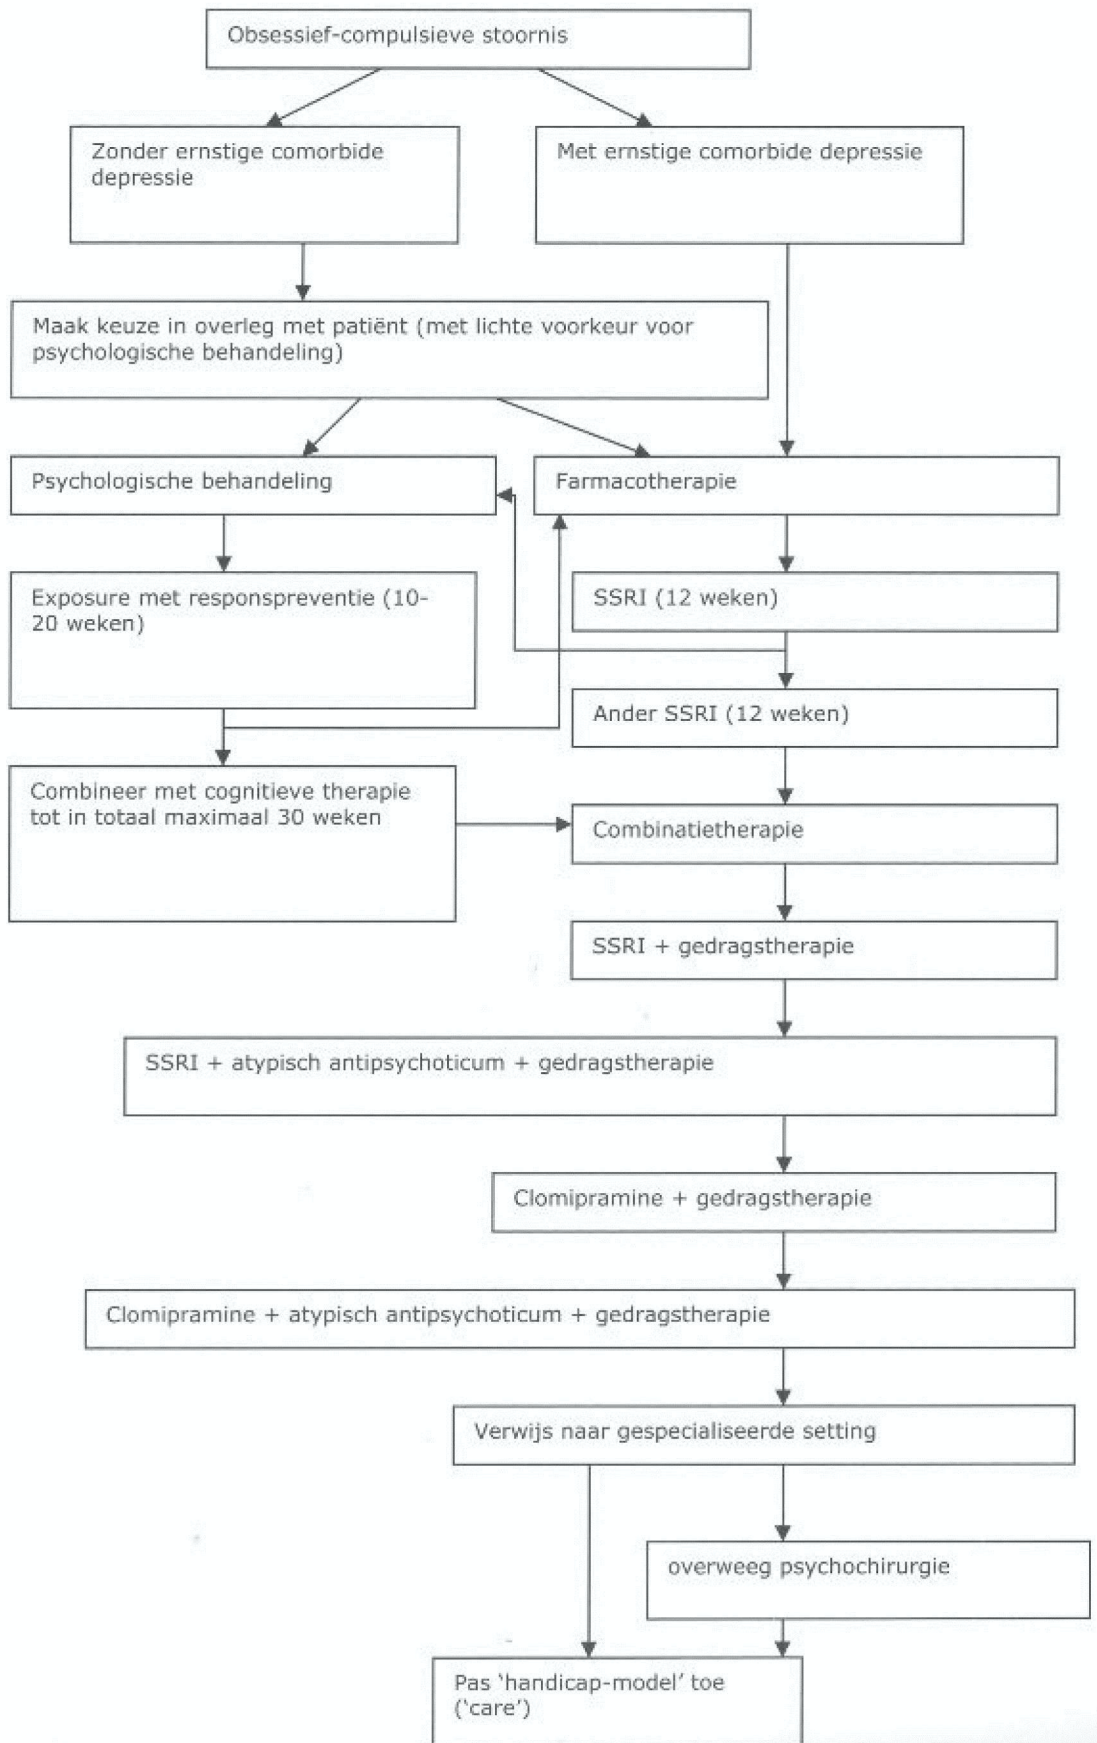 Obsessief-compulsieve stoornis
Zonder ernstige comorbide
depressie
Met ernstige comorbide depressie
Maak keuze in overleg met patiënt (met lichte voorkeur voor
psychologische behandeling)
Psychologische behandeling
Farmacotherapie
Exposure met responspreventie (10-
20 weken)
SSRI (12 weken)
Ander SSRI (12 weken)
Combineer met cognitieve therapie
tot in totaal maximaal 30 weken
Combinatietherapie
SSRI + gedragstherapie
SSRI + atypisch antipsychoticum + gedragstherapie
Clomipramine + gedragstherapie
Clomipramine + atypisch antipsychoticum + gedragstherapie
Verwijs naar gespecialiseerde setting
overweeg psychochirurgie
Pas ‘handicap-model’ toe
(‘care’)